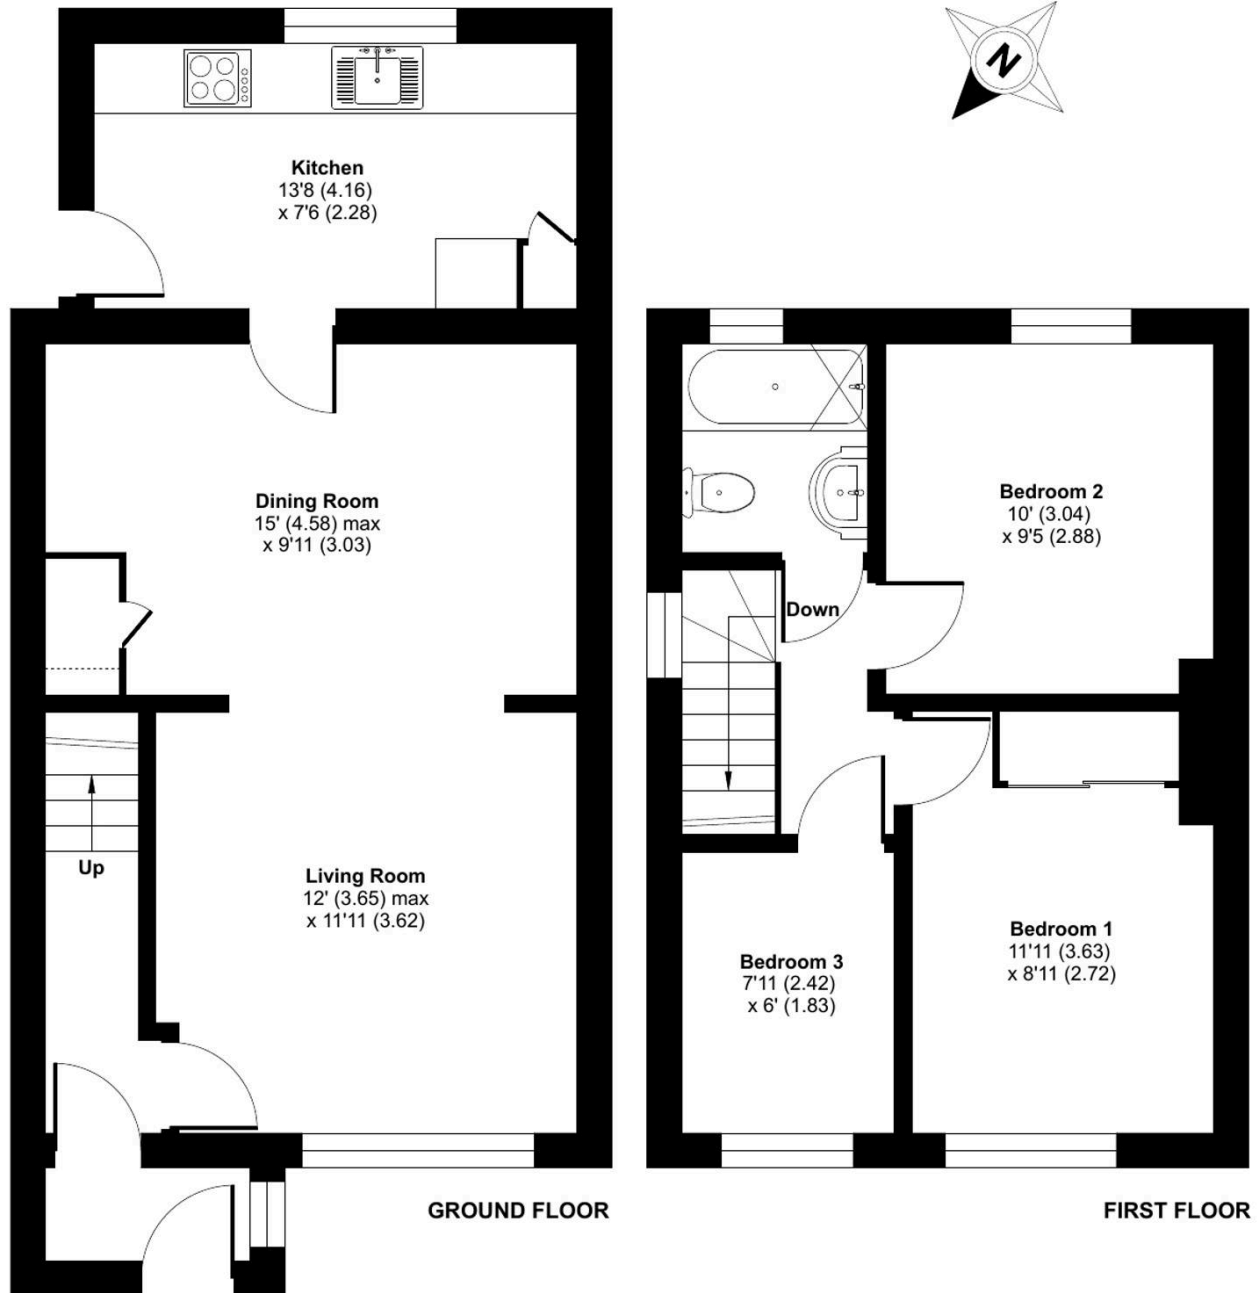 N
Kitchen
13'8 (4.16)
x 7'6 (2.28)
Dining Room
15' (4.58) max
x 9'11 (3.03)
Up
Living Room
12' (3.65) max
x 11'11 (3.62)
GROUND FLOOR
Down
Bedroom 2
10' (3.04)
x 9'5 (2.88)
Bedroom 3
7'11 (2.42)
x 6' (1.83)
Bedroom 1
11'11 (3.63)
x 8'11 (2.72)
FIRST FLOOR